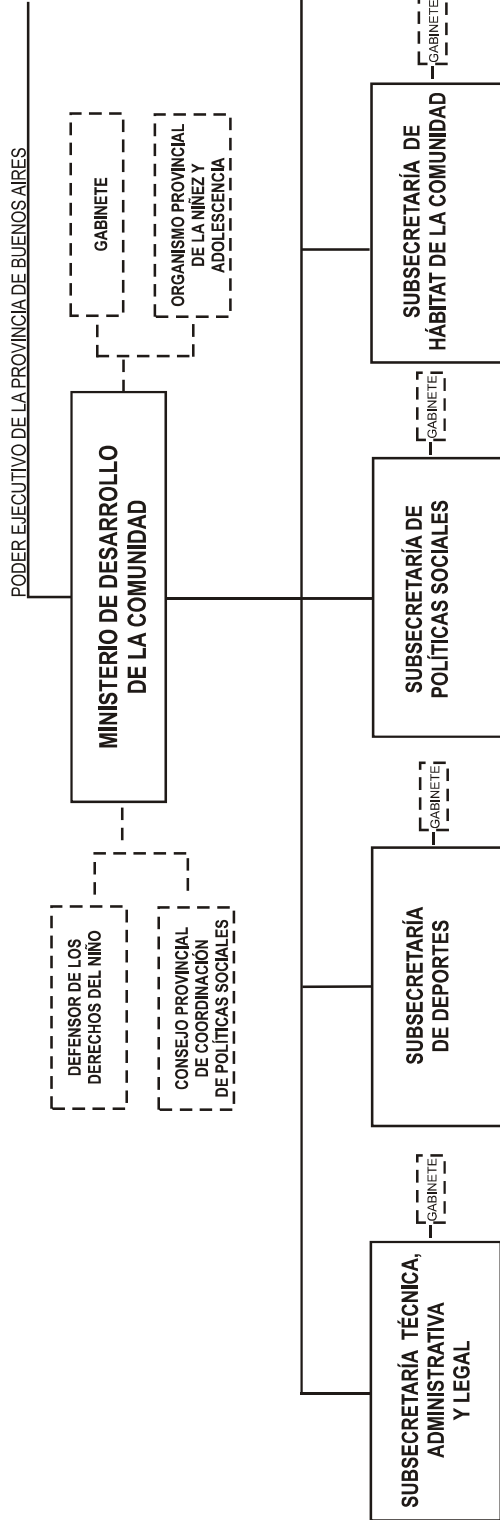 PODER EJECUTIVO DE LA PROVINCIA DE BUENOS AIRES
DEFENSOR DE LOS
DERECHOS DEL NIÑO
CONSEJO PROVINCIAL
DE COORDINACIÓN
DE POLÍTICAS SOCIALES
MINISTERIO DE DESARROLLO
DE LA COMUNIDAD
GABINETE
ORGANISMO PROVINCIAL
DE LA NIÑEZ Y
ADOLESCENCIA
SUBSECRETARÍA TÉCNICA,
ADMINISTRATIVA
Y LEGAL
GABINETE
SUBSECRETARÍA
DE DEPORTES
GABINETE
SUBSECRETARÍA DE
POLÍTICAS SOCIALES
GABINETE
SUBSECRETARÍA DE
HÁBITAT DE LA COMUNIDAD
GABINETE